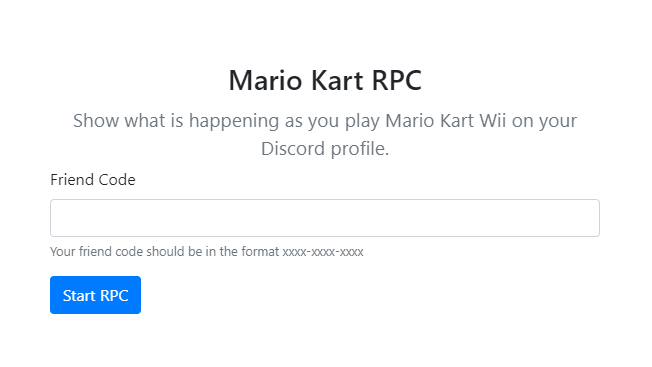 Mario Kart RPC
Show what is happening as you play Mario Kart Wii on your
Discord profile.
Friend Code
Your friend code should be in the format xxxx-xxxx-xxxx
Start RPC